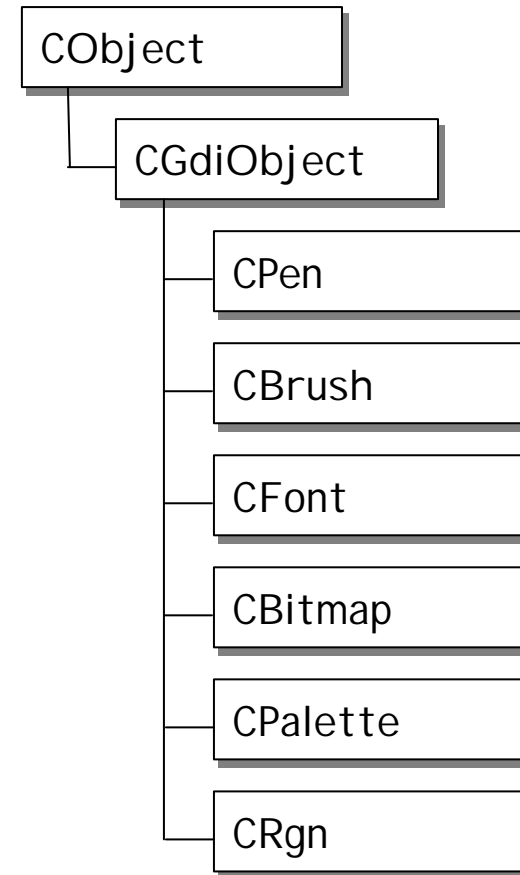 CObject
CGdiObject
CPen
CBrush
CFont
CBitmap
CPalette
CRgn